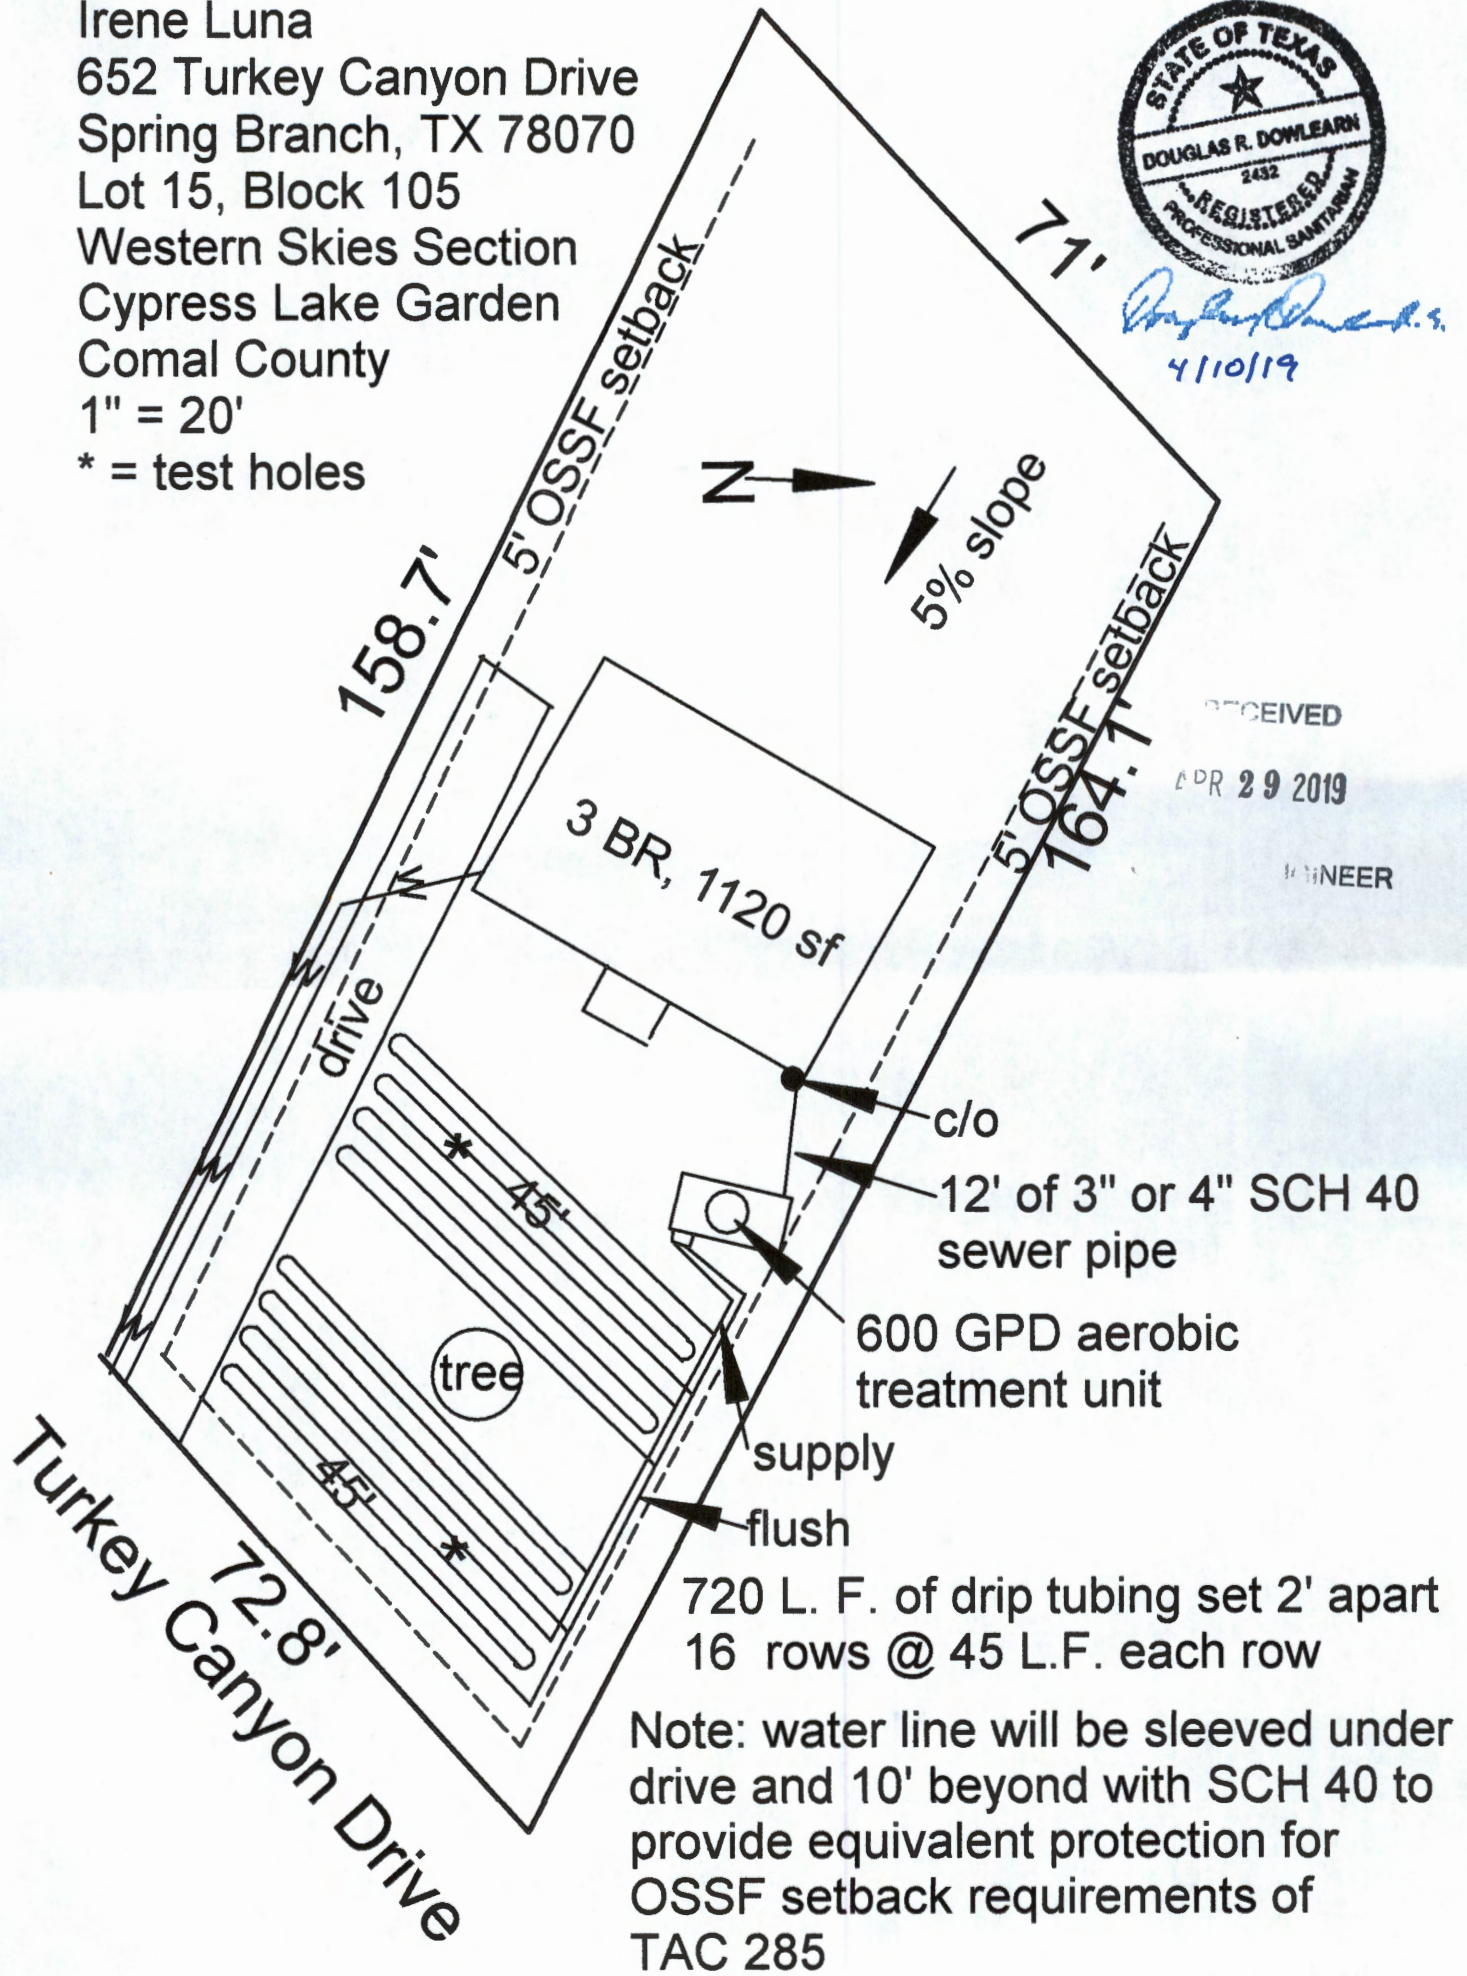 Irene Luna
652 Turkey Canyon Drive
Spring Branch, TX 78070
Lot 15, Block 105
Western Skies Section
Cypress Lake Garden
Comal County
1" = 20'
* = test holes
STATE OF TEXAS
DOUGLAS R. DOWLEARN
2432
REGISTERED
PROFESSIONAL SANITARIAN
R.S.
4/10/19
71'
5' OSSF setback
N
5% slope
158.7'
5' OSSF setback
164.1'
CEIVED
APR 29 2019
NEER
3 BR, 1120 sf
W
drive
W
W
W
*
45'
c/o
12' of 3" or 4" SCH 40
sewer pipe
600 GPD aerobic
treatment unit
tree
supply
flush
45'
*
72.8'
Turkey Canyon Drive
720 L. F. of drip tubing set 2' apart
16 rows @ 45 L.F. each row
Note: water line will be sleeved under
drive and 10' beyond with SCH 40 to
provide equivalent protection for
OSSF setback requirements of
TAC 285